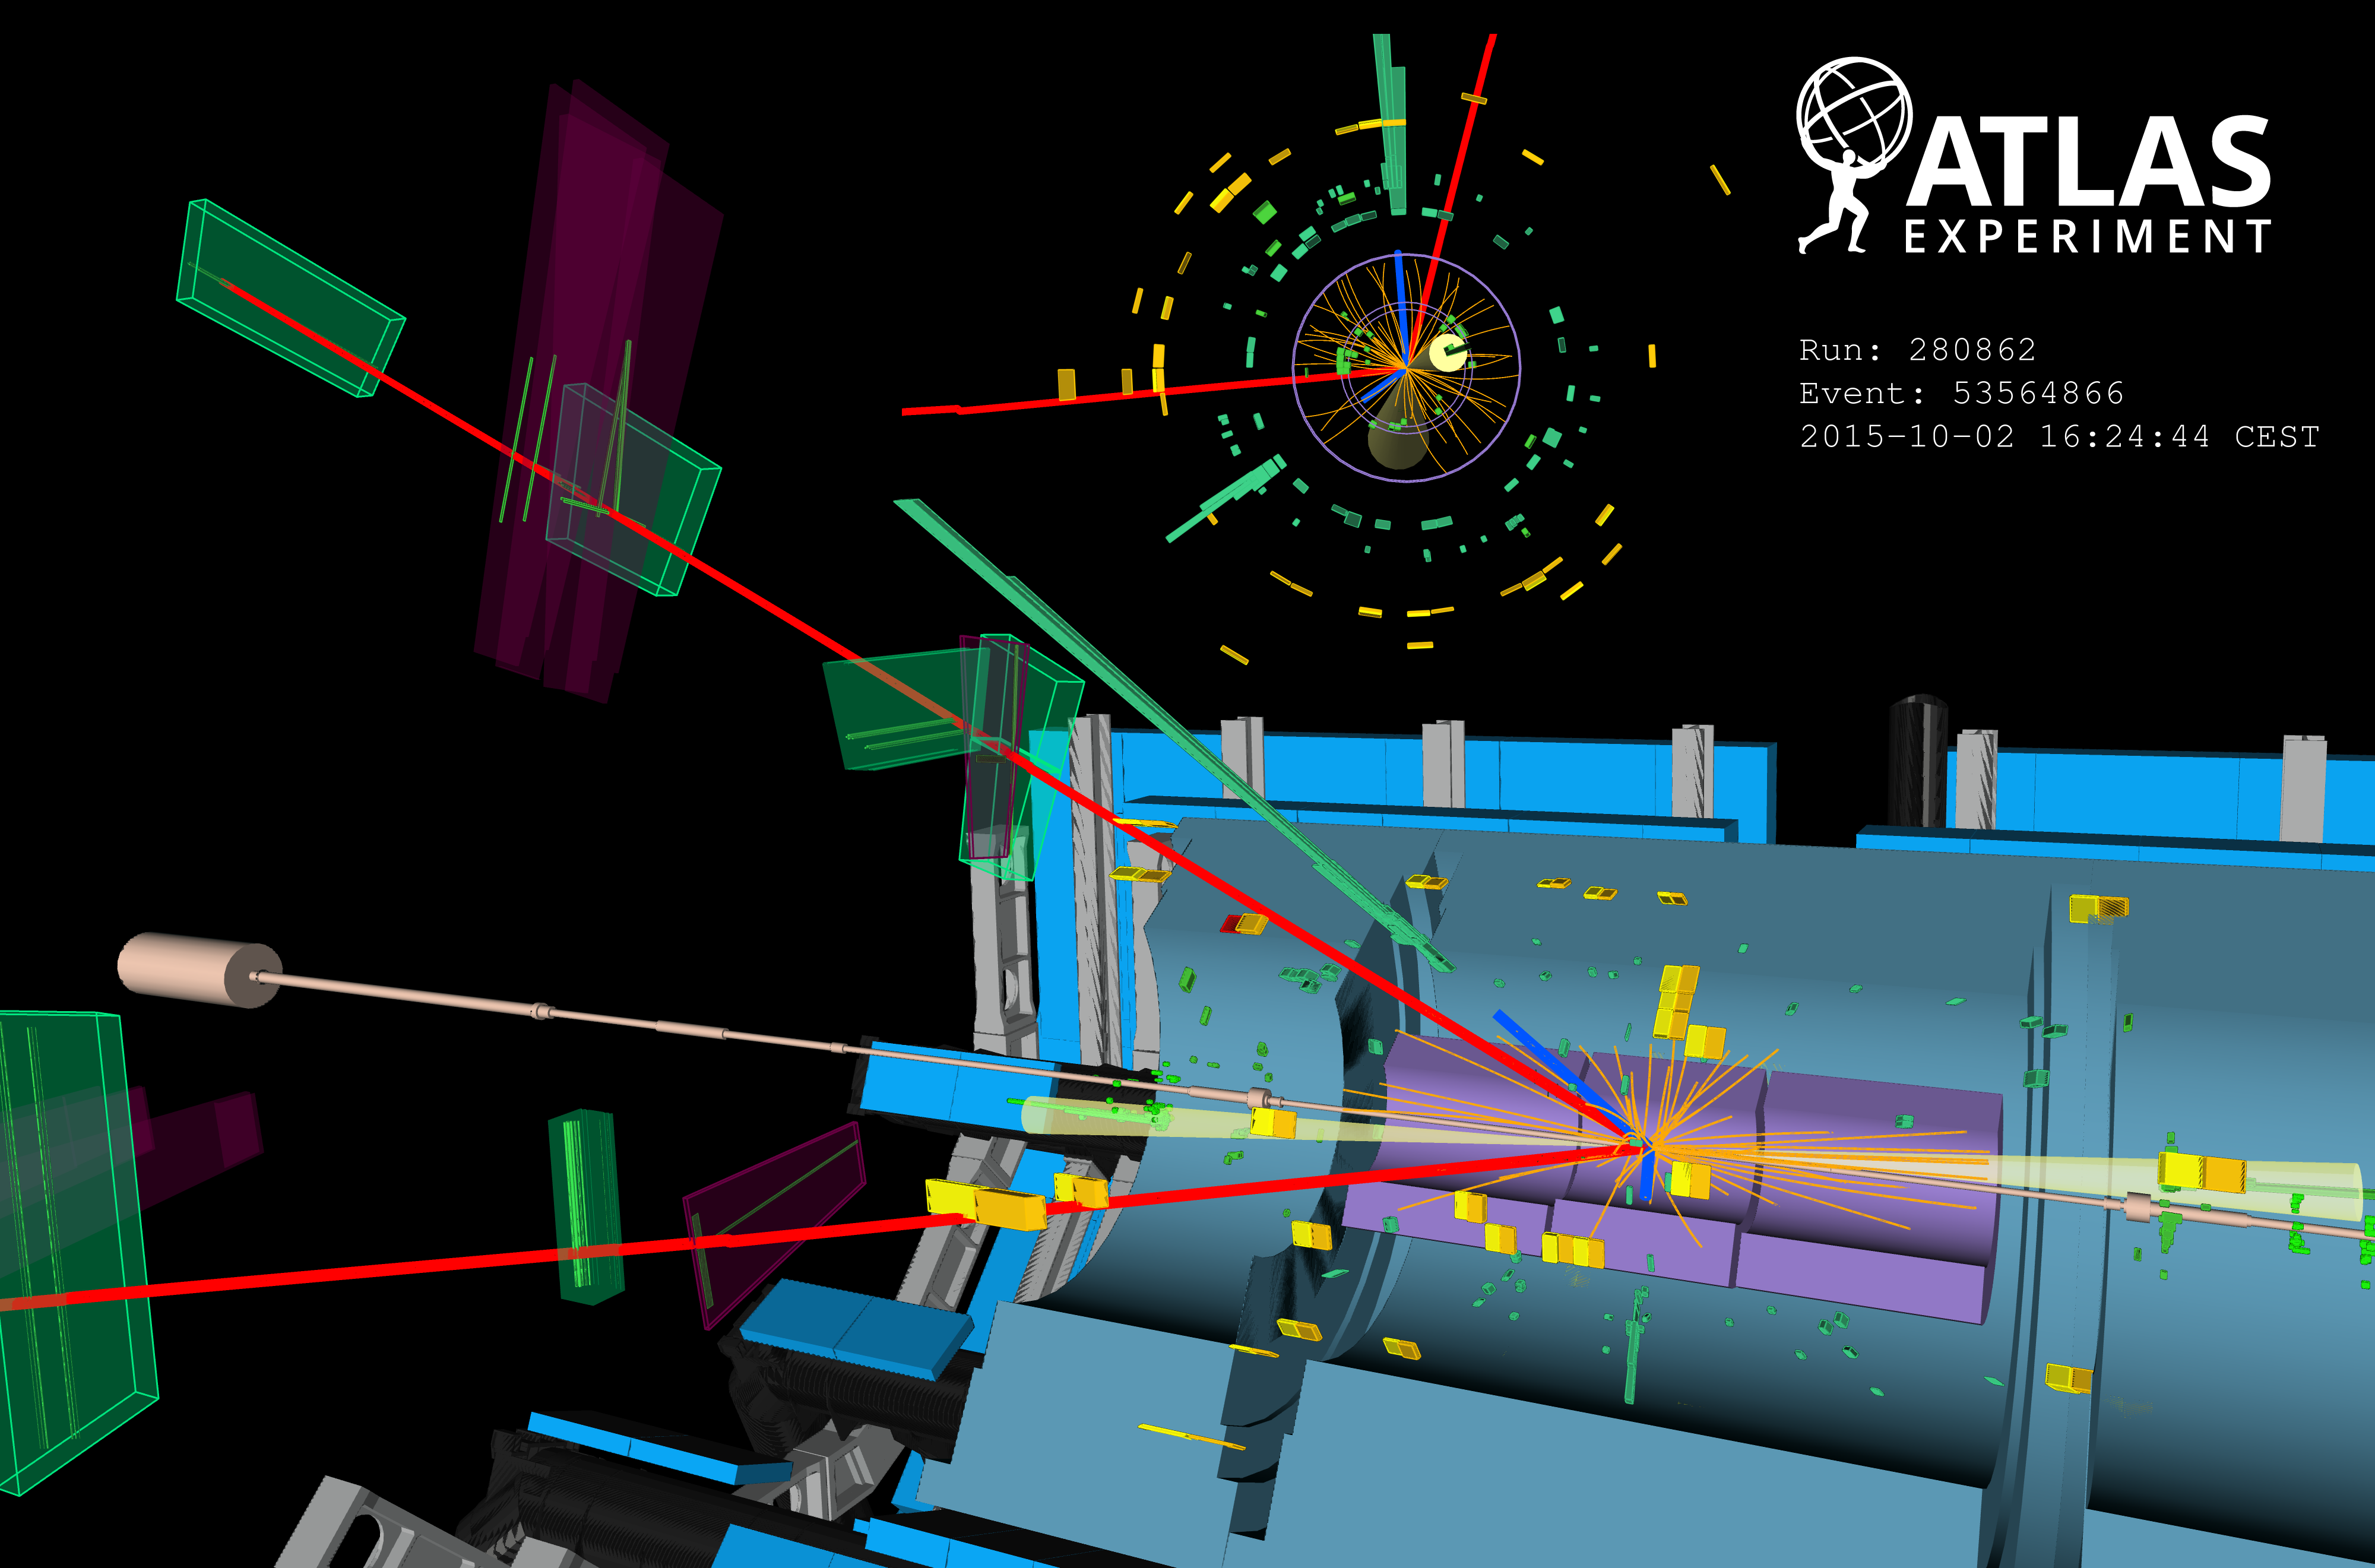 ATLAS
EXPERIMENT
Run: 280862
Event: 53564866
2015-10-02 16:24:44 CEST